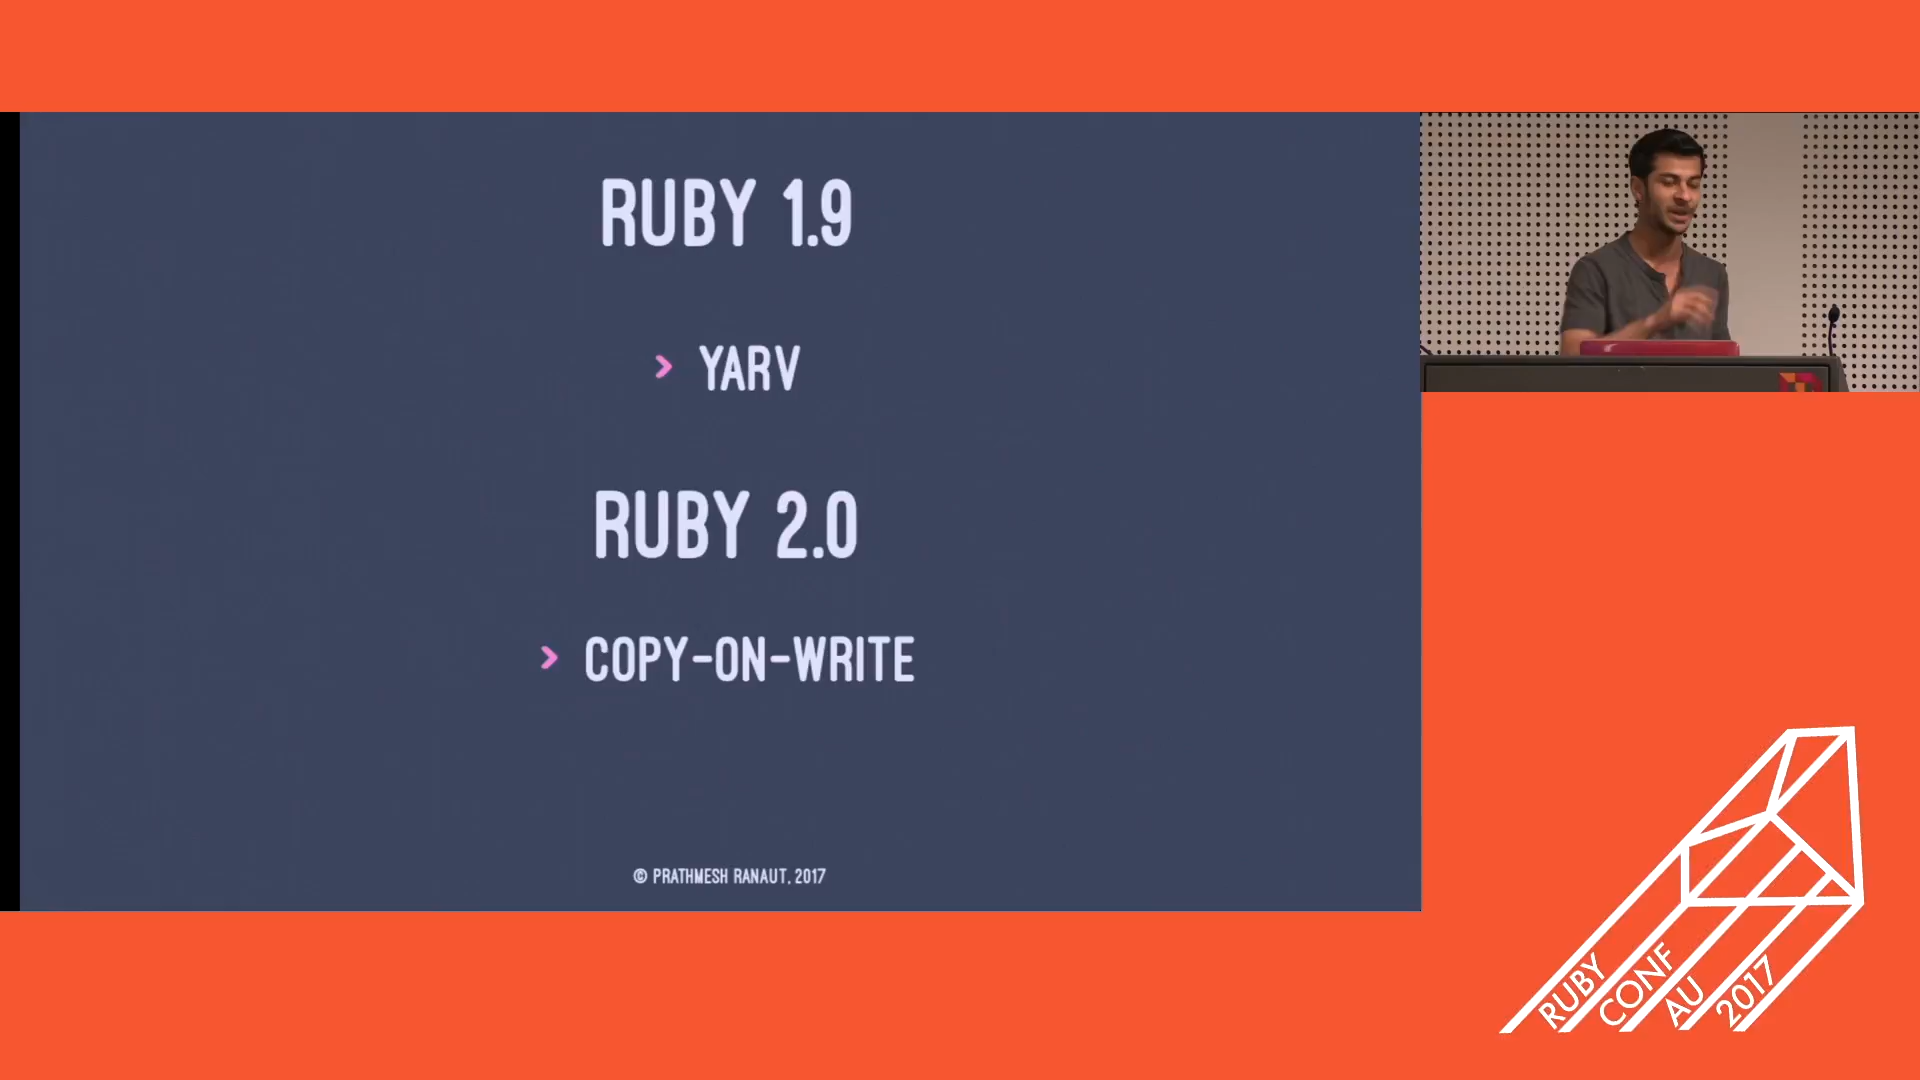 RUBY 1.9
> YARV
RUBY 2.0
> COPY-ON-WRITE
© PRATHMESH RANAUT, 2017
RUBY
CONF
AU
2017